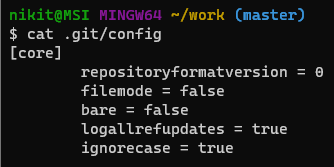 nikit@MSI MINGW64 ~/work (master)
$ cat .git/config
[core]
        repositoryformatversion = 0
        filemode = false
        bare = false
        logallrefupdates = true
        ignorecase = true